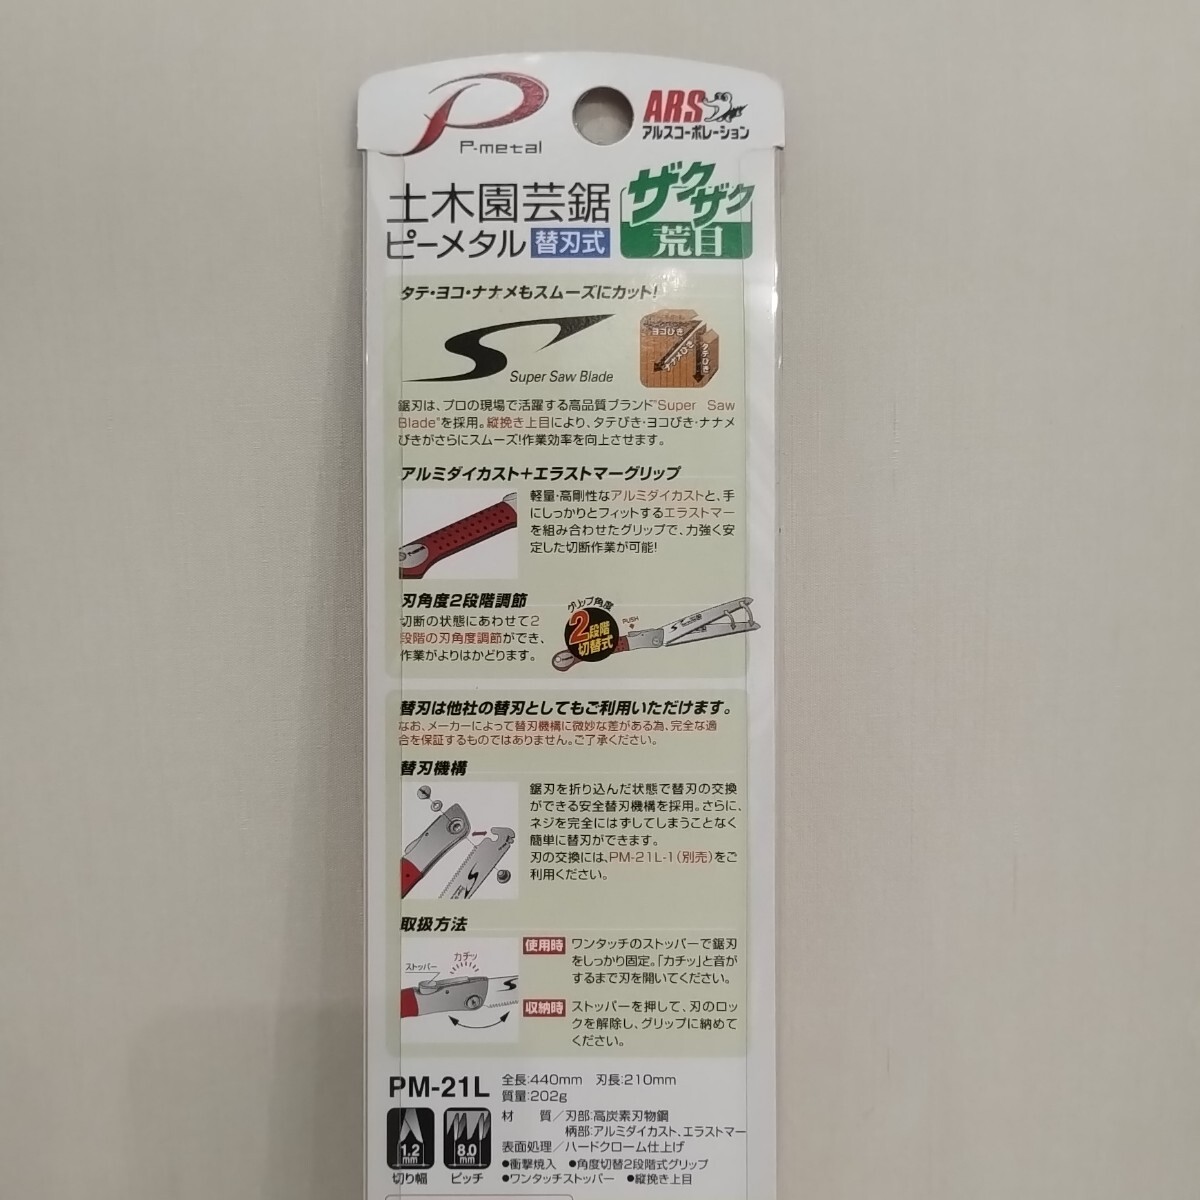 P-metal
ARS
アルスコーポレーション
土木園芸鋸
ピーメタル 替刃式
ザクザク
荒目
タテ・ヨコ・ナナメもスムーズにカット!
Super Saw Blade
ヨコびき
ナナメびき
タテびき
鋸刃は、プロの現場で活躍する高品質ブランド"Super Saw
Blade"を採用。縦挽き上目により、タテびき・ヨコびき・ナナメ
びきがさらにスムーズ!作業効率を向上させます。
アルミダイカスト+エラストマーグリップ
軽量・高剛性なアルミダイカストと、手
にしっかりとフィットするエラストマー
を組み合わせたグリップで、力強く安
定した切断作業が可能!
刃角度2段階調節
切断の状態にあわせて2
段階の刃角度調節ができ、
作業がよりはかどります。
グリップ角度
2段階
切替式
PUSH
替刃は他社の替刃としてもご利用いただけます。
なお、メーカーによって替刃機構に微妙な差がある為、完全な適
合を保証するものではありません。ご了承ください。
替刃機構
鋸刃を折り込んだ状態で替刃の交換
ができる安全替刃機構を採用。さらに、
ネジを完全にはずしてしまうことなく
簡単に替刃ができます。
刃の交換には、PM-21L-1(別売)をご
利用ください。
取扱方法
ストッパー
カチッ
使用時 ワンタッチのストッパーで鋸刃
をしっかり固定。「カチッ」と音が
するまで刃を開いてください。
収納時 ストッパーを押して、刃のロッ
クを解除し、グリップに納めて
ください。
PM-21L
全長:440mm 刃長:210mm
質量:202g
材 質/刃部:高炭素刃物鋼
柄部:アルミダイカスト、エラストマー
表面処理/ハードクローム仕上げ
●衝撃焼入 ●角度切替2段階式グリップ
●ワンタッチストッパー ●縦挽き上目
1.2
mm
切り幅
8.0
mm
ピッチ